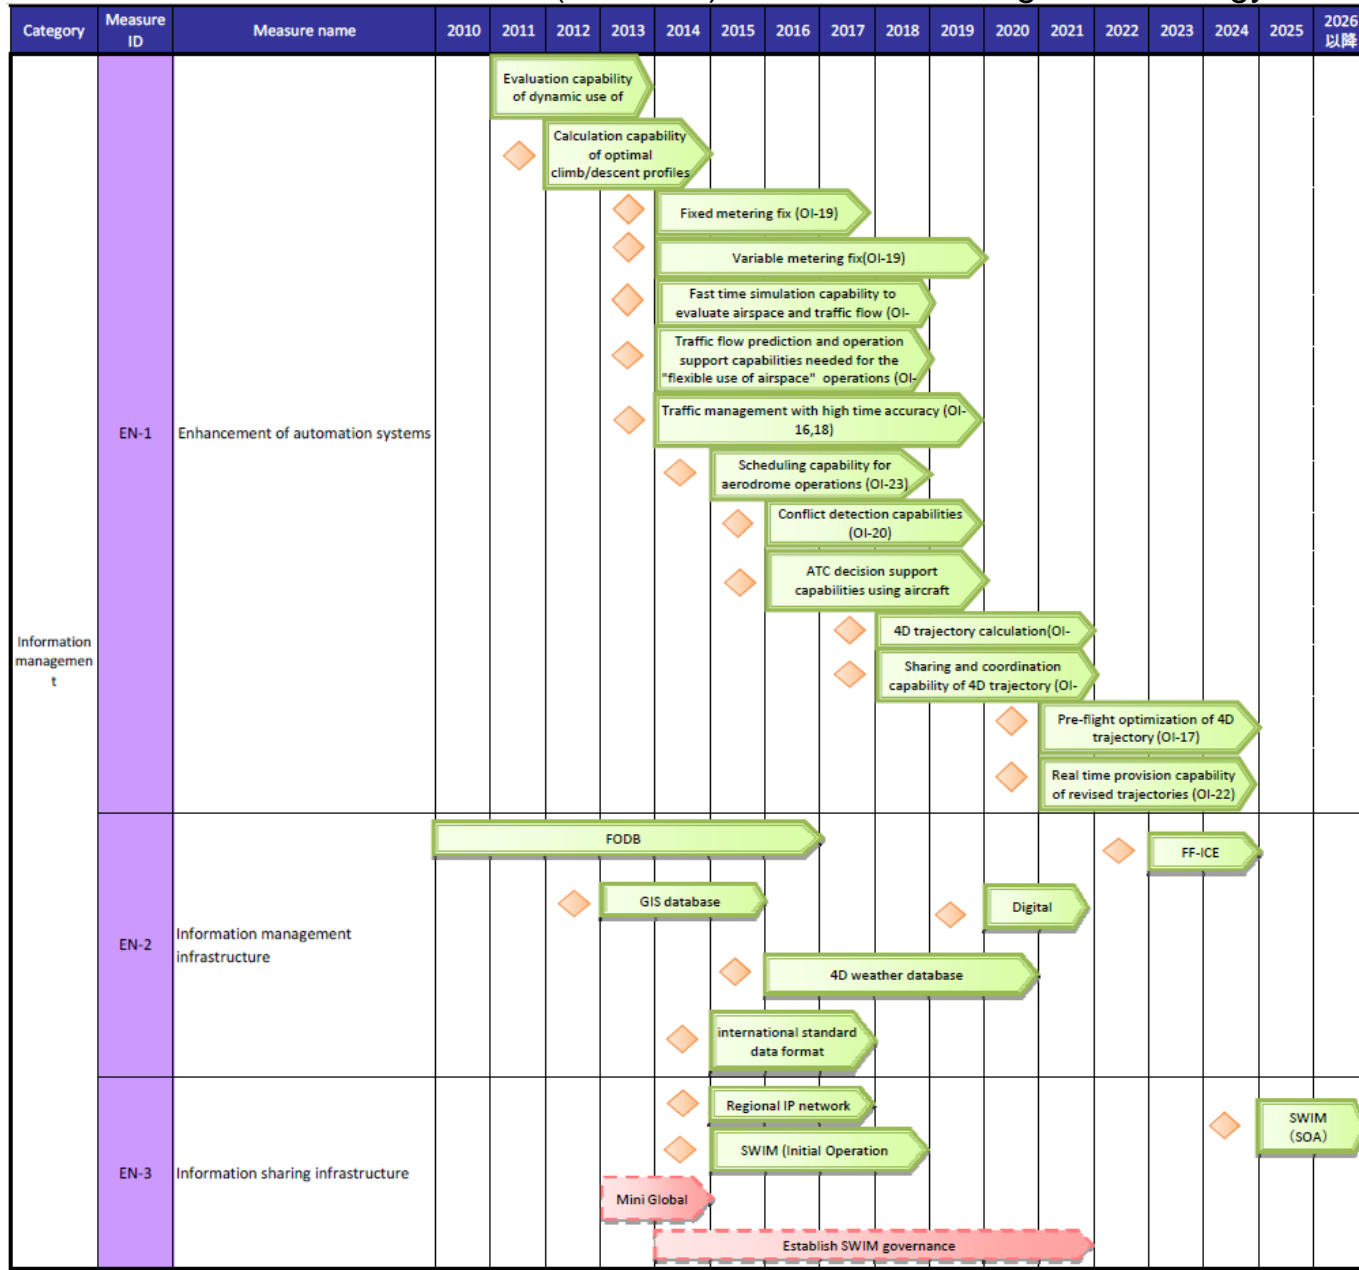 Category
Measure
ID
Measure name
2010
2011
2012
2013
2014
2015
2016
2017
2018
2019
2020
2021
2022
2023
2024
2025
2026
以降
Evaluation capability
of dynamic use of
Calculation capability
of optimal
climb/descent profiles
Fixed metering fix (OI-19)
Variable metering fix(OI-19)
Fast time simulation capability to
evaluate airspace and traffic flow (OI-
Traffic flow prediction and operation
support capabilities needed for the
"flexible use of airspace" operations (OI-
EN-1
Enhancement of automation systems
Traffic management with high time accuracy (OI-
16,18)
Scheduling capability for
aerodrome operations (OI-23)
Conflict detection capabilities
(OI-20)
ATC decision support
capabilities using aircraft
Information
managemen
t
4D trajectory calculation(OI-
Sharing and coordination
capability of 4D trajectory (OI-
Pre-flight optimization of 4D
trajectory (OI-17)
Real time provision capability
of revised trajectories (OI-22)
FODB
FF-ICE
GIS database
Digital
EN-2
Information management
infrastructure
4D weather database
international standard
data format
Regional IP network
SWIM
(SOA)
SWIM (Initial Operation
EN-3
Information sharing infrastructure
Mini Global
Establish SWIM governance